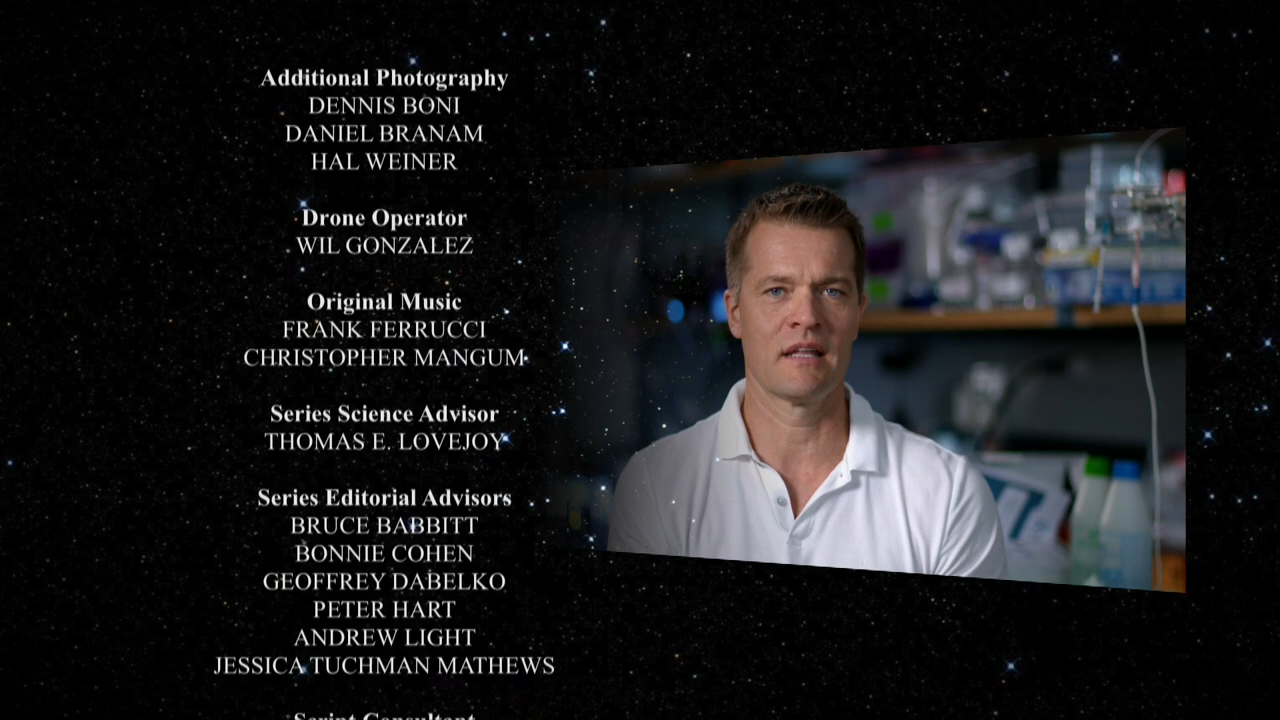 Additional Photography
DENNIS BONI
DANIEL BRANAM
HAL WEINER
Drone Operator
WIL GONZALEZ
Original Music
FRANK FERRUCCI
CHRISTOPHER MANGUM
Series Science Advisor
THOMAS E. LOVEJOY
Series Editorial Advisors
BRUCE BABBITT
BONNIE COHEN
GEOFFREY DABELKO
PETER HART
ANDREW LIGHT
JESSICA TUCHMAN MATHEWS
Script Consultant